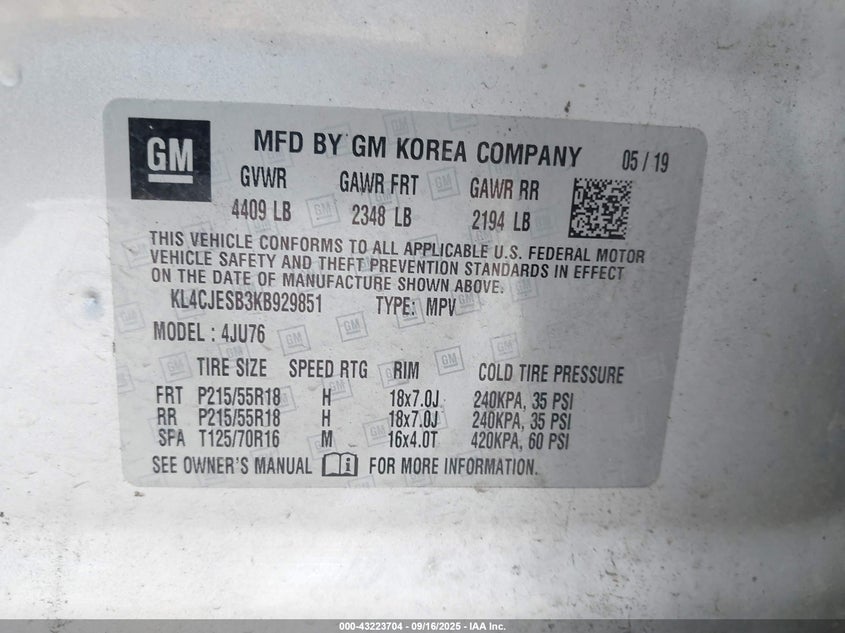 GM
MFD BY GM KOREA COMPANY 05 / 19
GVWR GAWR FRT GAWR RR
4409 LB 2348 LB 2194 LB
THIS VEHICLE CONFORMS TO ALL APPLICABLE U.S. FEDERAL MOTOR
VEHICLE SAFETY AND THEFT PREVENTION STANDARDS IN EFFECT
ON THE DATE OF MANUFACTURE SHOWN ABOVE.
KL4CJESB3KB929851 TYPE: MPV
MODEL : 4JU76
TIRE SIZE SPEED RTG RIM COLD TIRE PRESSURE
FRT P215/55R18 H 18x7.0J 240KPA, 35 PSI
RR P215/55R18 H 18x7.0J 240KPA, 35 PSI
SPA T125/70R16 M 16x4.0T 420KPA, 60 PSI
SEE OWNER'S MANUAL FOR MORE INFORMATION.
000-43223704 - 09/16/2025 - IAA Inc.